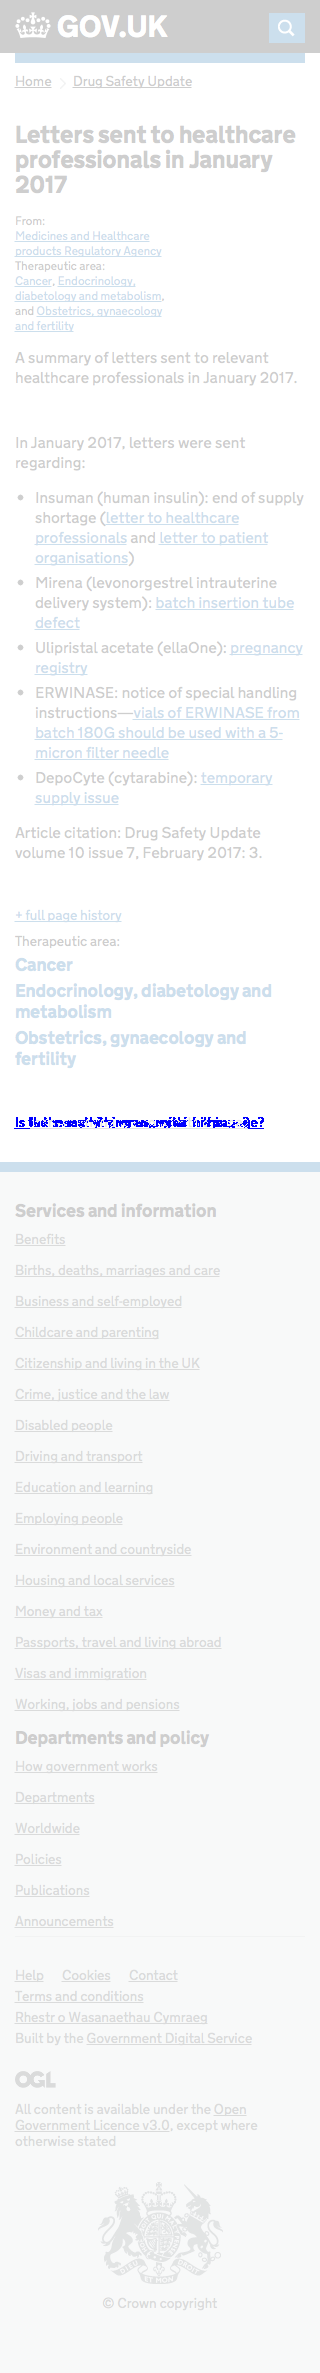 GOV.UK
Home Drug Safety Update
Letters sent to healthcare
professionals in January
2017
From:
Medicines and Healthcare
products Regulatory Agency
Therapeutic area:
Cancer, Endocrinology,
diabetology and metabolism,
and Obstetrics, gynaecology
and fertility
A summary of letters sent to relevant
healthcare professionals in January 2017.
In January 2017, letters were sent
regarding:
• Insuman (human insulin): end of supply
shortage (letter to healthcare
professionals and letter to patient
organisations)
• Mirena (levonorgestrel intrauterine
delivery system): batch insertion tube
defect
• Ulipristal acetate (ellaOne): pregnancy
registry
• ERWINASE: notice of special handling
instructions—vials of ERWINASE from
batch 180G should be used with a 5-
micron filter needle
• DepoCyte (cytarabine): temporary
supply issue
Article citation: Drug Safety Update
volume 10 issue 7, February 2017: 3.
+ full page history
Therapeutic area:
Cancer
Endocrinology, diabetology and
metabolism
Obstetrics, gynaecology and
fertility
Is
Services and information
Benefits
Births, deaths, marriages and care
Business and self-employed
Childcare and parenting
Citizenship and living in the UK
Crime, justice and the law
Disabled people
Driving and transport
Education and learning
Employing people
Environment and countryside
Housing and local services
Money and tax
Passports, travel and living abroad
Visas and immigration
Working, jobs and pensions
Departments and policy
How government works
Departments
Worldwide
Policies
Publications
Announcements
Help Cookies Contact
Terms and conditions
Rhestr o Wasanaethau Cymraeg
Built by the Government Digital Service
OGL
All content is available under the Open
Government Licence v3.0, except where
otherwise stated
© Crown copyright